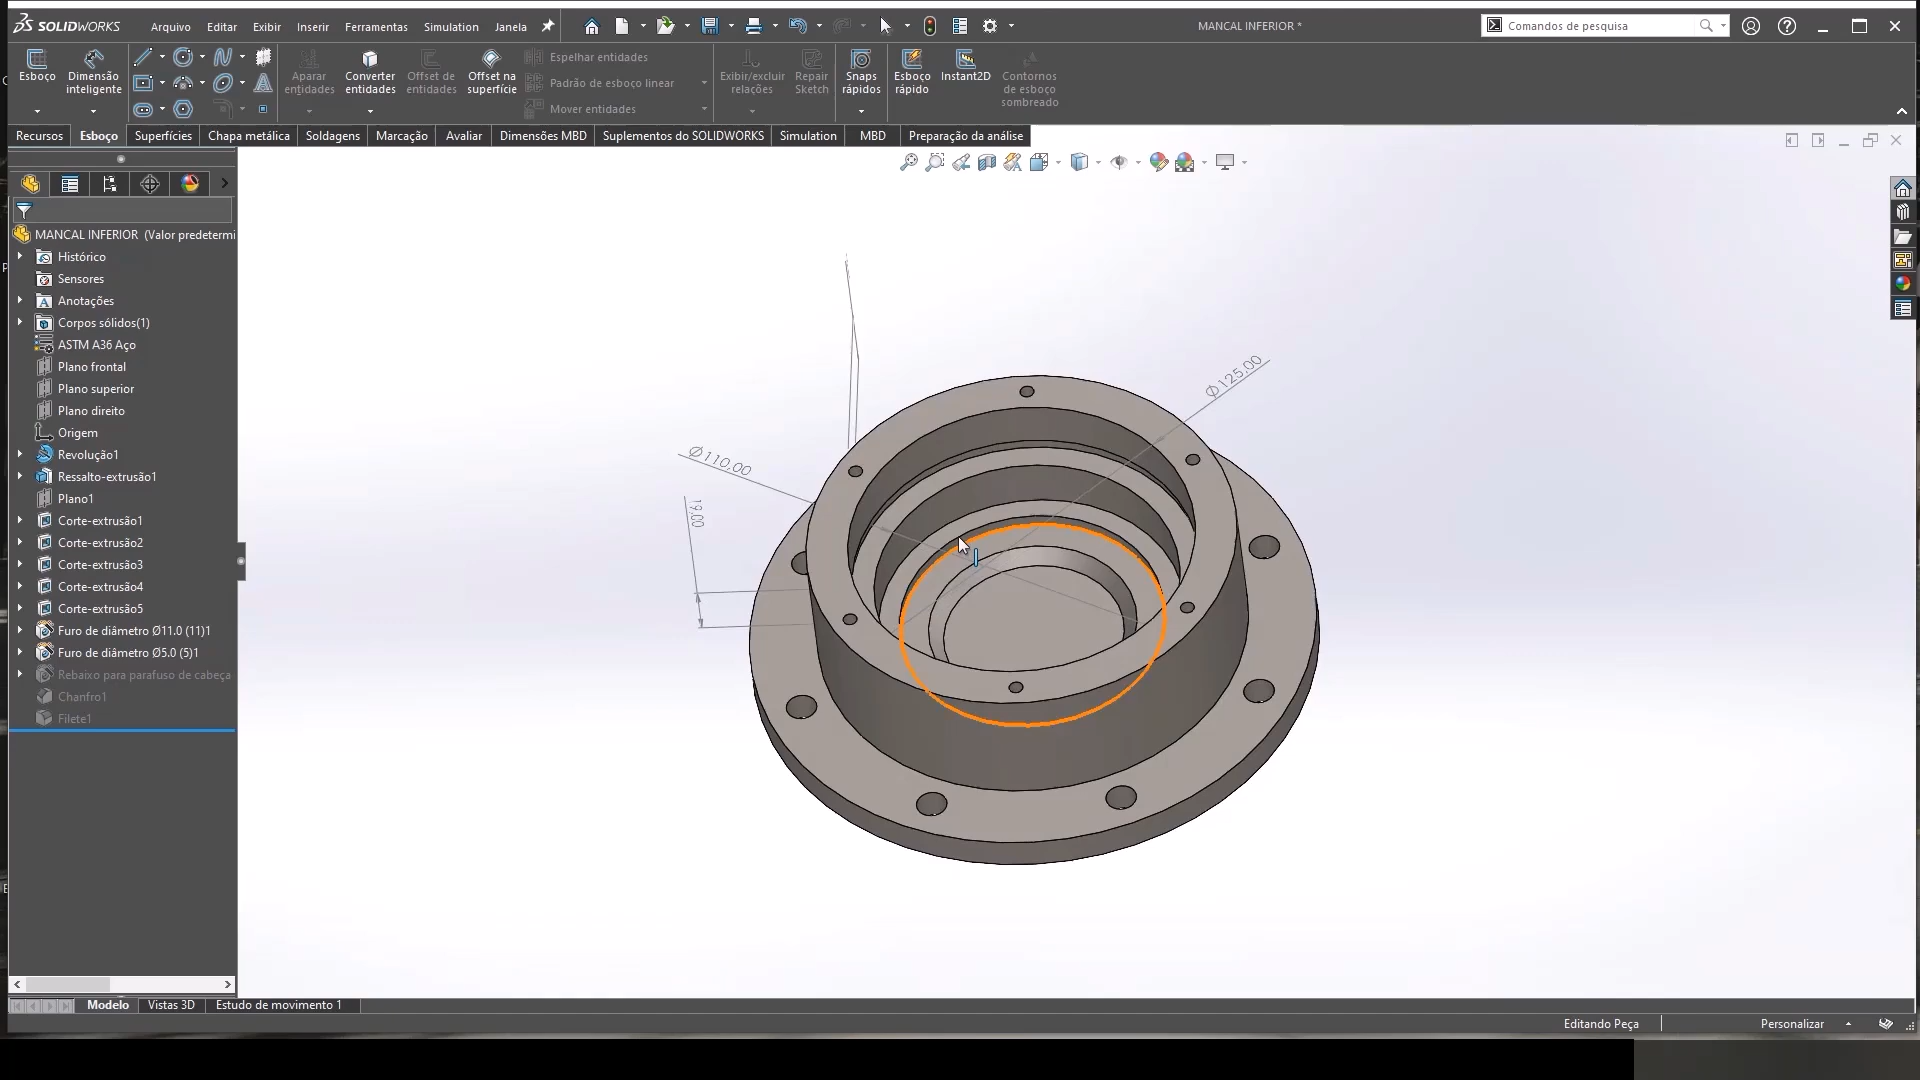 SOLIDWORKS
Arquivo Editar Exibir Inserir Ferramentas Simulation Janela
MANCAL INFERIOR *
Comandos de pesquisa
Esboço
Dimensão inteligente
Aparar entidades
Converter entidades
Offset de entidades
Offset na superfície
Espelhar entidades
Padrão de esboço linear
Mover entidades
Exibir/excluir relações
Repair Sketch
Snaps rápidos
Esboço rápido
Instant2D
Contornos de esboço sombreado
Recursos Esboço Superfícies Chapa metálica Soldagens Marcação Avaliar Dimensões MBD Suplementos do SOLIDWORKS Simulation MBD Preparação da análise
MANCAL INFERIOR (Valor predetermi
Histórico
Sensores
Anotações
Corpos sólidos(1)
ASTM A36 Aço
Plano frontal
Plano superior
Plano direito
Origem
Revolução1
Ressalto-extrusão1
Plano1
Corte-extrusão1
Corte-extrusão2
Corte-extrusão3
Corte-extrusão4
Corte-extrusão5
Furo de diâmetro Ø11.0 (11)1
Furo de diâmetro Ø5.0 (5)1
Rebaixo para parafuso de cabeça
Chanfro1
Filete1
Ø125,00
Ø110,00
19,00
Modelo Vistas 3D Estudo de movimento 1
Editando Peça
Personalizar